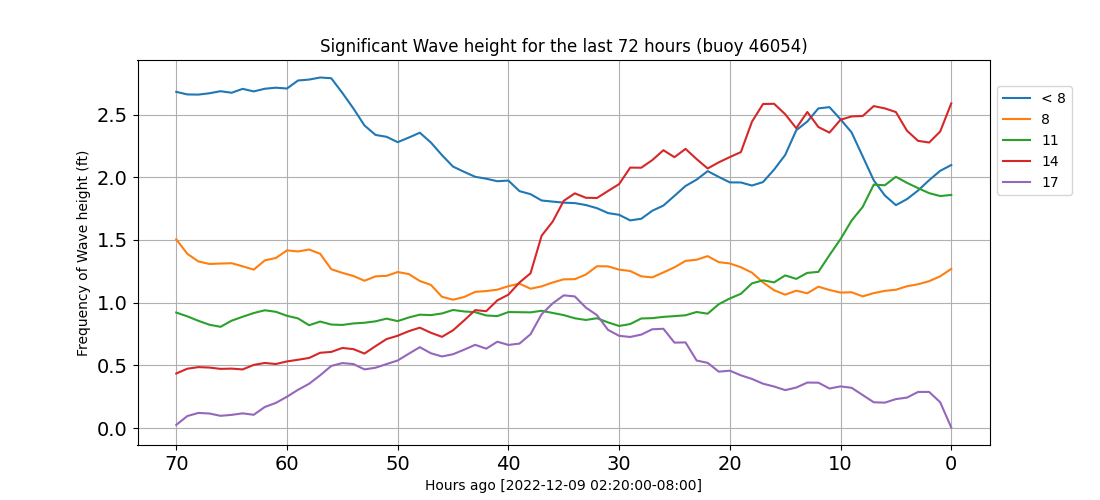 Significant Wave height for the last 72 hours (buoy 46054)
Frequency of Wave height (ft)
2.5
2.0
1.5
1.0
0.5
0.0
70 60 50 40 30 20 10 0
Hours ago [2022-12-09 02:20:00-08:00]
< 8
8
11
14
17